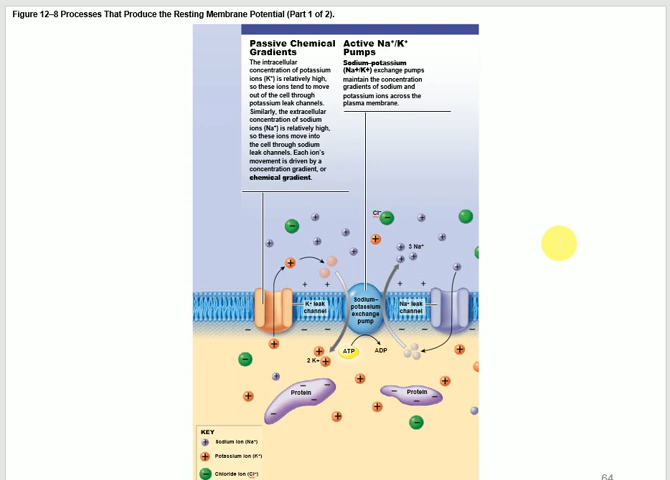 Figure 12–8 Processes That Produce the Resting Membrane Potential (Part 1 of 2).
Passive Chemical
Gradients
The intracellular
concentration of potassium
ions (K+) is relatively high,
so these ions tend to move
out of the cell through
potassium leak channels.
Similarly, the extracellular
concentration of sodium
ions (Na+) is relatively high,
so these ions move into
the cell through sodium
leak channels. Each ion's
movement is driven by a
concentration gradient, or
chemical gradient.
Active Na+/K+
Pumps
Sodium–potassium
(Na+/K+) exchange pumps
maintain the concentration
gradients of sodium and
potassium ions across the
plasma membrane.
Cl–
3 Na+
K+ leak
channel
Sodium–
potassium
exchange
pump
Na+ leak
channel
2 K+
ATP
ADP
Protein
Protein
KEY
Sodium ion (Na+)
Potassium ion (K+)
Chloride ion (Cl–)
64